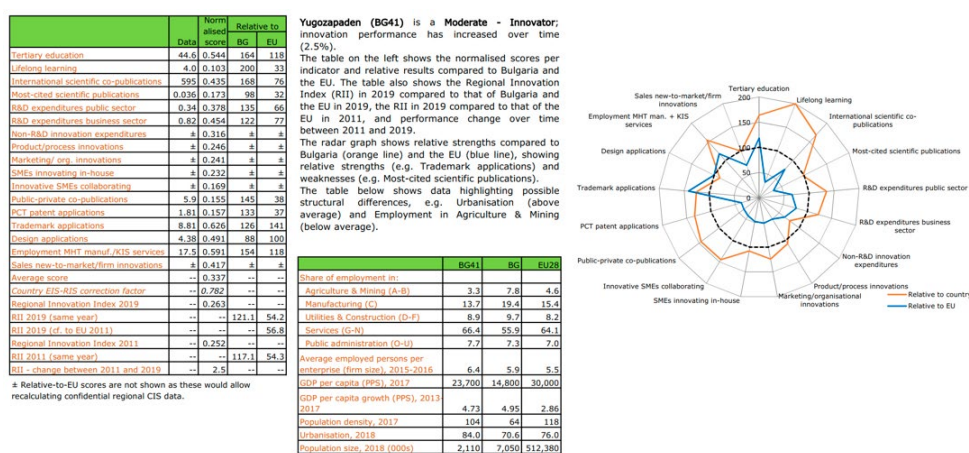 Data Normalised score Relative to
BG EU
Tertiary education 44.6 0.544 164 118
Lifelong learning 4.0 0.103 200 33
International scientific co-publications 595 0.435 168 76
Most-cited scientific publications 0.036 0.173 98 32
R&D expenditures public sector 0.34 0.378 135 66
R&D expenditures business sector 0.82 0.454 122 77
Non-R&D innovation expenditures ± 0.316 ± ±
Product/process innovations ± 0.246 ± ±
Marketing/ org. innovations ± 0.241 ± ±
SMEs innovating in-house ± 0.232 ± ±
Innovative SMEs collaborating ± 0.169 ± ±
Public-private co-publications 5.9 0.155 145 38
PCT patent applications 1.81 0.157 133 37
Trademark applications 8.81 0.626 126 141
Design applications 4.38 0.491 88 100
Employment MHT manuf./KIS services 17.5 0.591 154 118
Sales new-to-market/firm innovations ± 0.417 ± ±
Average score -- 0.337 -- --
Country EIS-RIS correction factor -- 0.782 -- --
Regional Innovation Index 2019 -- 0.263 -- --
RII 2019 (same year) -- -- 121.1 54.2
RII 2019 (cf. to EU 2011) -- -- -- 56.8
Regional Innovation Index 2011 -- 0.252 -- --
RII 2011 (same year) -- -- 117.1 54.3
RII - change between 2011 and 2019 -- 2.5 -- --
± Relative-to-EU scores are not shown as these would allow
recalculating confidential regional CIS data.
Yugozapaden (BG41) is a Moderate - Innovator;
innovation performance has increased over time
(2.5%).
The table on the left shows the normalised scores per
indicator and relative results compared to Bulgaria and
the EU. The table also shows the Regional Innovation
Index (RII) in 2019 compared to that of Bulgaria and
the EU in 2019, the RII in 2019 compared to that of the
EU in 2011, and performance change over time
between 2011 and 2019.
The radar graph shows relative strengths compared to
Bulgaria (orange line) and the EU (blue line), showing
relative strengths (e.g. Trademark applications) and
weaknesses (e.g. Most-cited scientific publications).
The table below shows data highlighting possible
structural differences, e.g. Urbanisation (above
average) and Employment in Agriculture & Mining
(below average).
BG41 BG EU28
Share of employment in:
Agriculture & Mining (A-B) 3.3 7.8 4.6
Manufacturing (C) 13.7 19.4 15.4
Utilities & Construction (D-F) 8.9 9.7 8.2
Services (G-N) 66.4 55.9 64.1
Public administration (O-U) 7.7 7.3 7.0
Average employed persons per
enterprise (firm size), 2015-2016 6.4 5.9 5.5
GDP per capita (PPS), 2017 23,700 14,800 30,000
GDP per capita growth (PPS), 2013-
2017 4.73 4.95 2.86
Population density, 2017 104 64 118
Urbanisation, 2018 84.0 70.6 76.0
Population size, 2018 (000s) 2,110 7,050 512,380
Tertiary education
Lifelong learning
International scientific co-
publications
Most-cited scientific publications
R&D expenditures public sector
R&D expenditures business
sector
Non-R&D innovation
expenditures
Product/process innovations
Marketing/organisational
innovations
SMEs innovating in-house
Innovative SMEs collaborating
Public-private co-publications
PCT patent applications
Trademark applications
Design applications
Employment MHT man. + KIS
services
Sales new-to-market/firm
innovations
200
150
100
50
0
Relative to country
Relative to EU